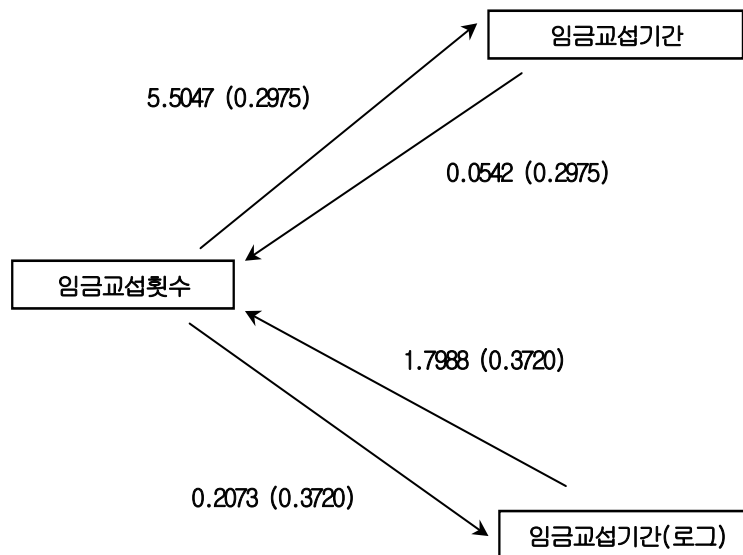 임금교섭기간
5.5047 (0.2975)
0.0542 (0.2975)
임금교섭횟수
1.7988 (0.3720)
0.2073 (0.3720)
임금교섭기간(로그)